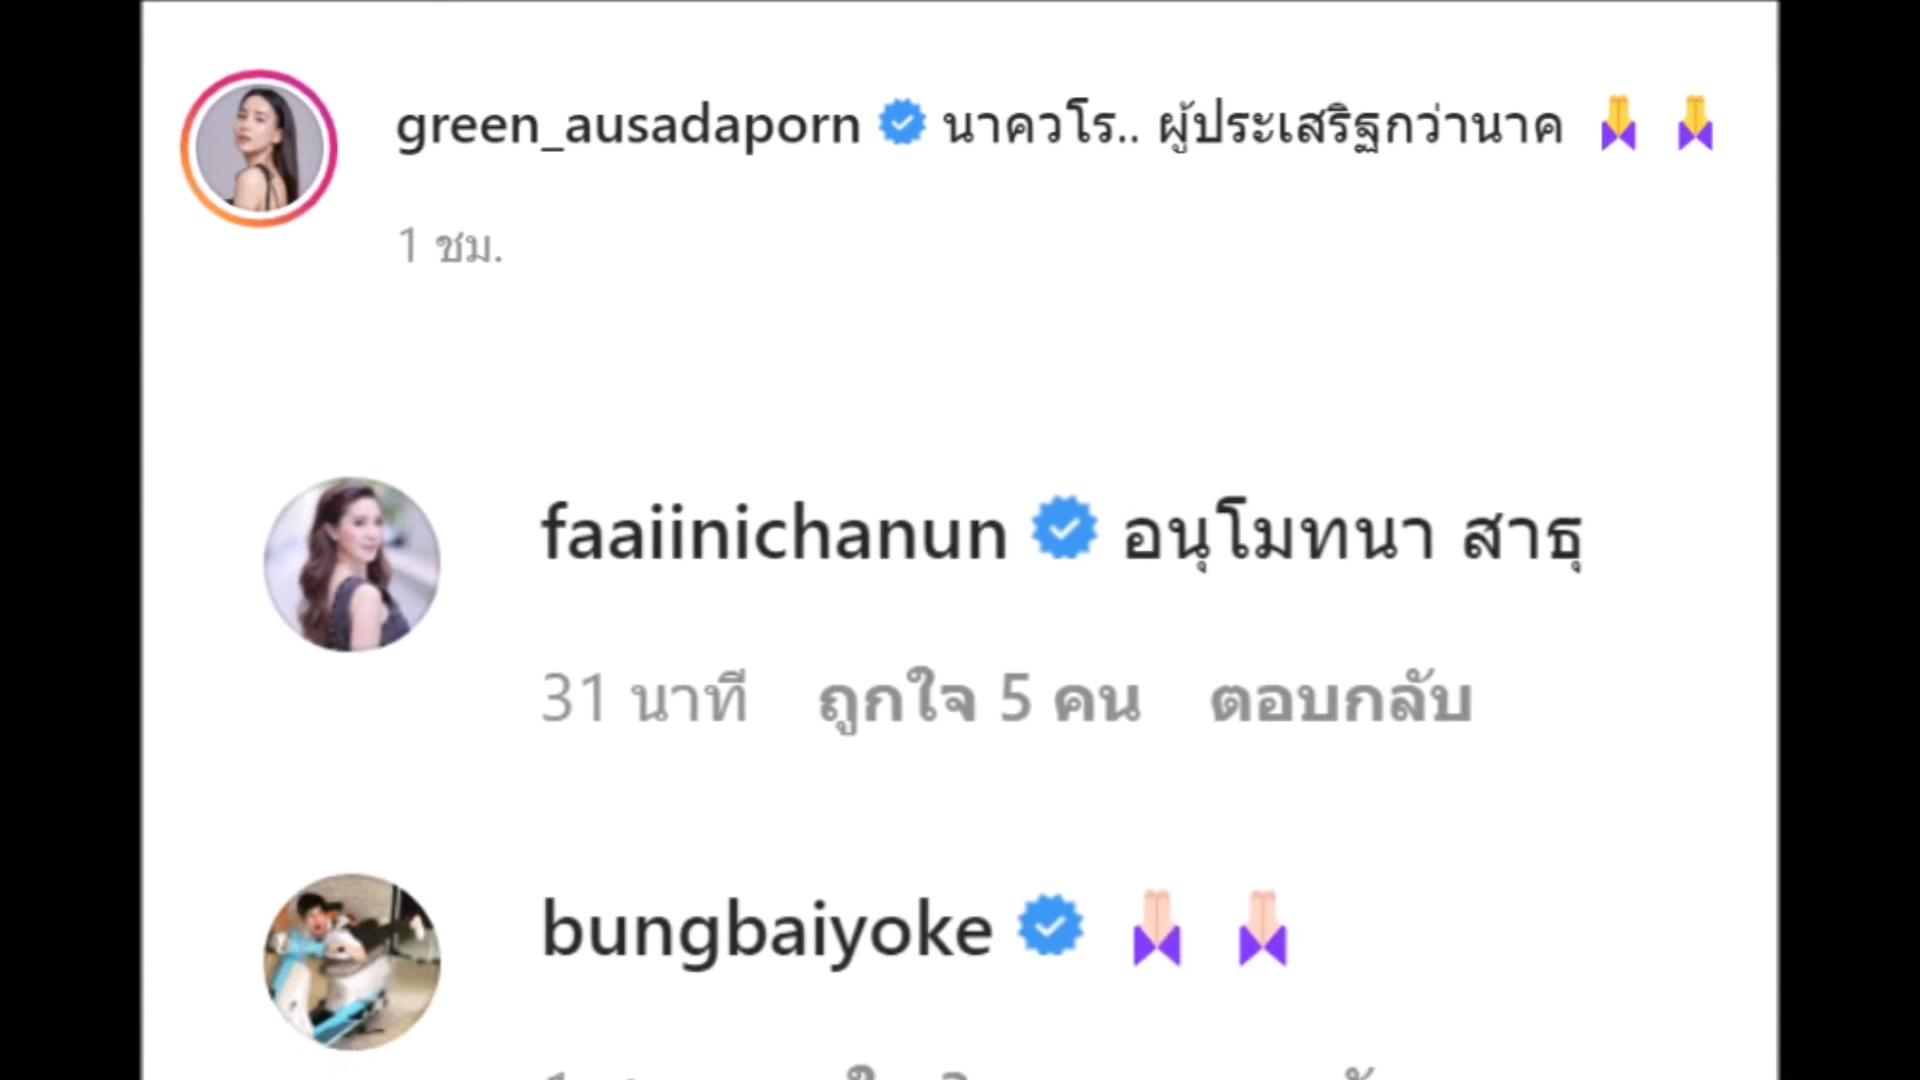 green_ausadaporn นาควโร.. ผู้ประเสริฐกว่านาค 🙏 🙏
1 ชม.
faaiinichanun อนุโมทนา สาธุ
31 นาที ถูกใจ 5 คน ตอบกลับ
bungbaiyoke 🙏🏻 🙏🏻